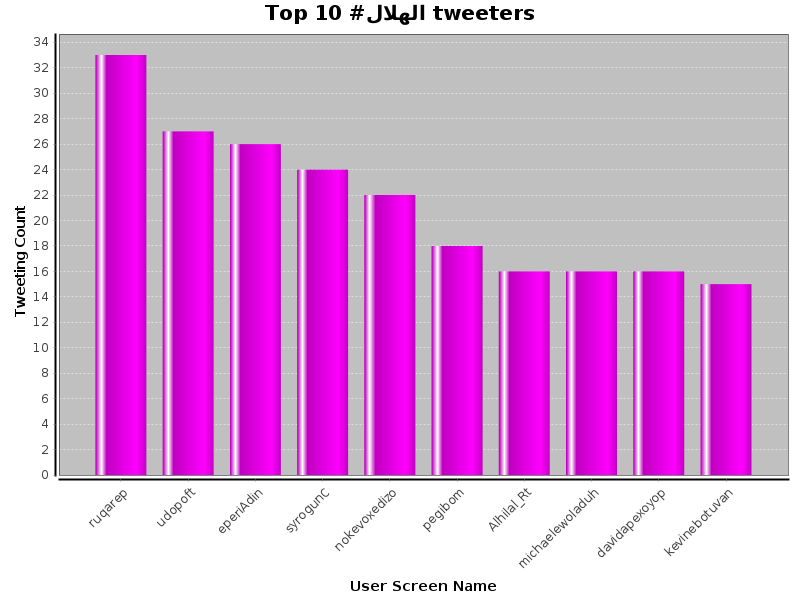 Top 10 #الهلال tweeters
Tweeting Count
34
32
30
28
26
24
22
20
18
16
14
12
10
8
6
4
2
0
ruqarep
udopoft
eperiAdin
syrogunC
nokevoxedizo
pegibom
Alhilal_Rt
michaelewoladuh
davidapexoyop
kevinebotuvan
User Screen Name